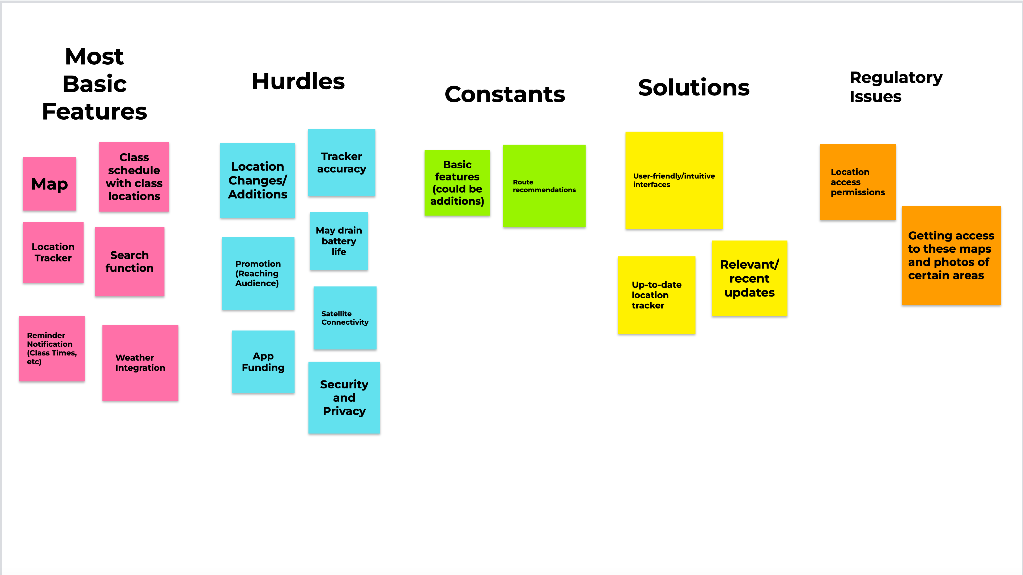 Most
Basic
Features
Map
Class
schedule
with class
locations
Location
Tracker
Search
function
Reminder
Notification
(Class Times,
etc)
Weather
Integration
Hurdles
Location
Changes/
Additions
Tracker
accuracy
May drain
battery
life
Promotion
(Reaching
Audience)
Satellite
Connectivity
App
Funding
Security
and
Privacy
Constants
Basic
features
(could be
additions)
Route
recommendations
Solutions
User-friendly/intuitive
interfaces
Up-to-date
location
tracker
Relevant/
recent
updates
Regulatory
Issues
Location
access
permissions
Getting access
to these maps
and photos of
certain areas